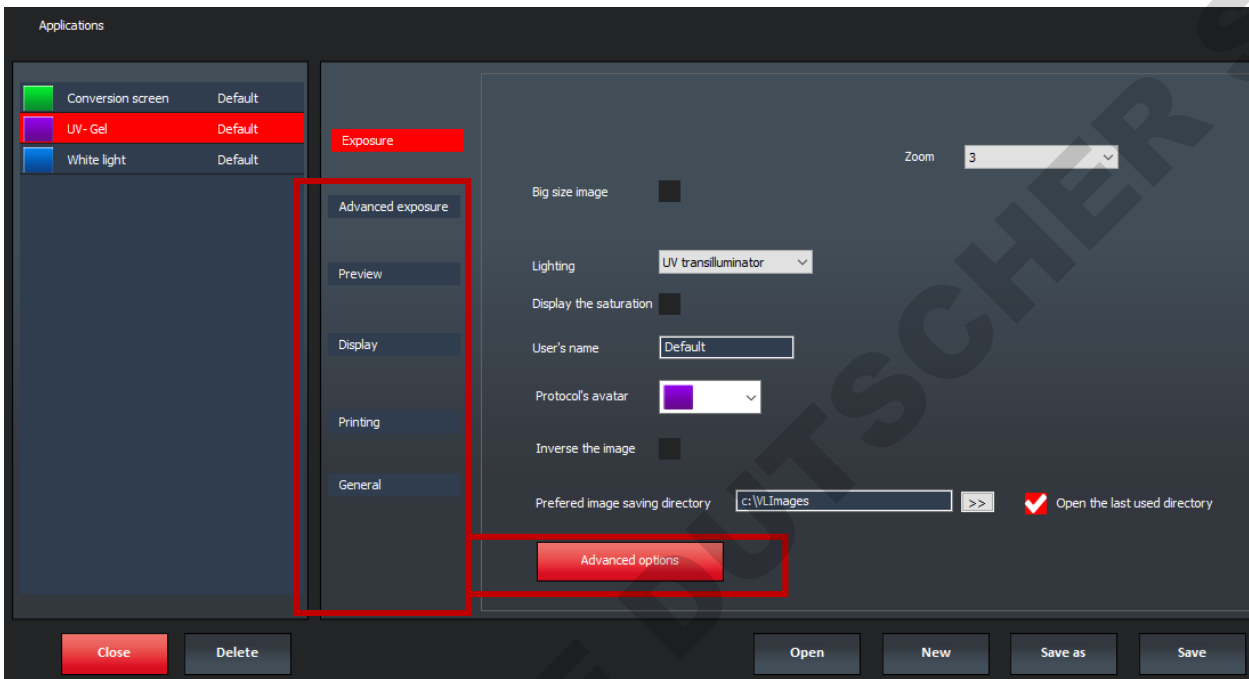 Applications
Conversion screen Default
UV- Gel Default
White light Default
Exposure
Advanced exposure
Preview
Display
Printing
General
Zoom 3
Big size image
Lighting UV transilluminator
Display the saturation
User's name Default
Protocol's avatar
Inverse the image
Prefered image saving directory c:\VLImages >> Open the last used directory
Advanced options
Close Delete Open New Save as Save
DUTSCHER